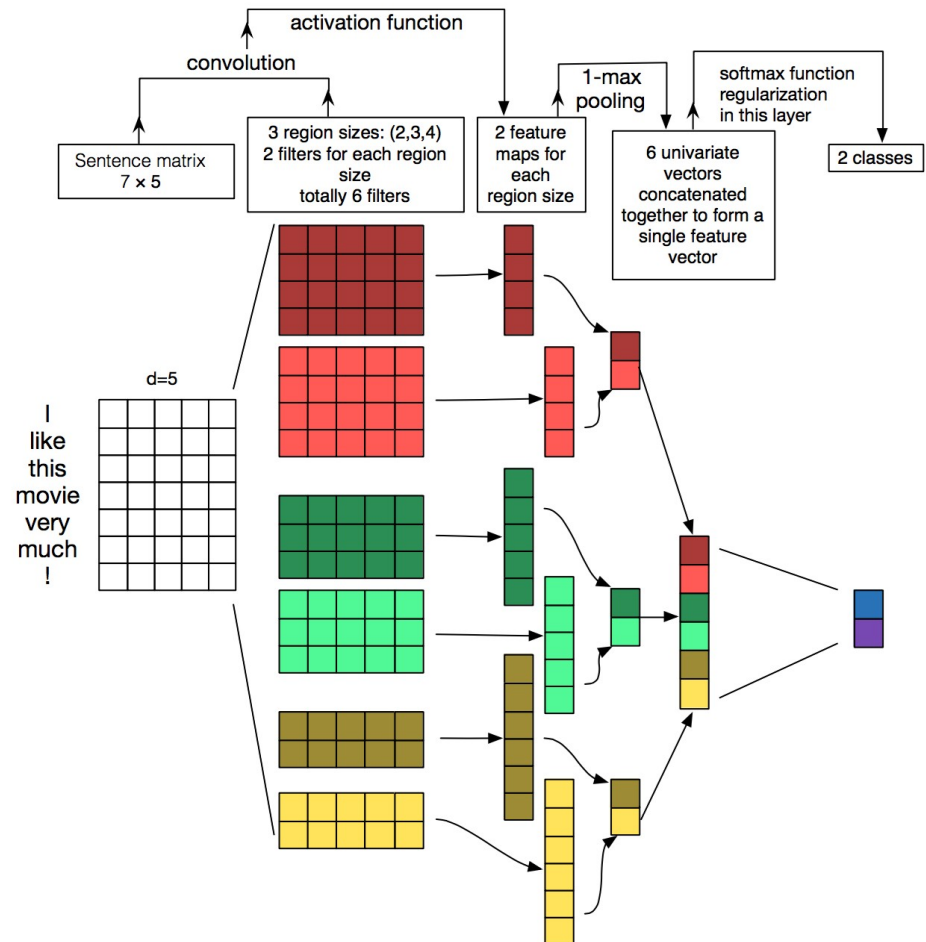 activation function
convolution
1-max
pooling
softmax function
regularization
in this layer
Sentence matrix
7 × 5
3 region sizes: (2,3,4)
2 filters for each region
size
totally 6 filters
2 feature
maps for
each
region size
6 univariate
vectors
concatenated
together to form a
single feature
vector
2 classes
d=5
I
like
this
movie
very
much
!